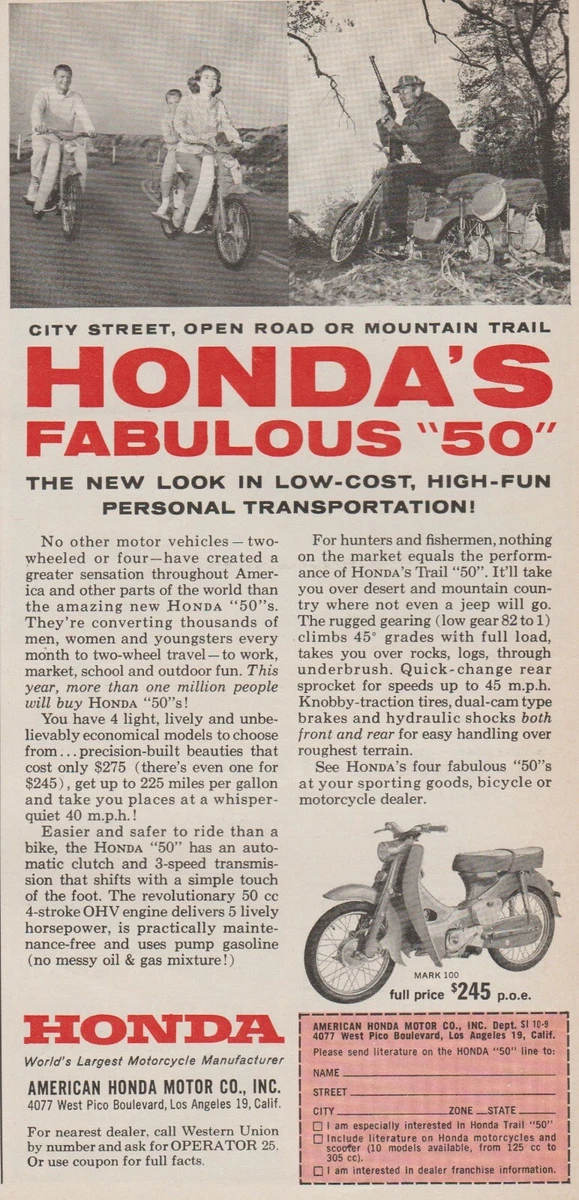 CITY STREET, OPEN ROAD OR MOUNTAIN TRAIL
HONDA'S
FABULOUS "50"
THE NEW LOOK IN LOW-COST, HIGH-FUN
PERSONAL TRANSPORTATION!
No other motor vehicles – two-
wheeled or four—have created a
greater sensation throughout Amer-
ica and other parts of the world than
the amazing new HONDA "50"s.
They're converting thousands of
men, women and youngsters every
month to two-wheel travel – to work,
market, school and outdoor fun. This
year, more than one million people
will buy HONDA "50"s!
You have 4 light, lively and unbe-
lievably economical models to choose
from...precision-built beauties that
cost only $275 (there's even one for
$245), get up to 225 miles per gallon
and take you places at a whisper-
quiet 40 m.p.h.!
Easier and safer to ride than a
bike, the HONDA "50" has an auto-
matic clutch and 3-speed transmis-
sion that shifts with a simple touch
of the foot. The revolutionary 50 cc
4-stroke OHV engine delivers 5 lively
horsepower, is practically mainte-
nance-free and uses pump gasoline
(no messy oil & gas mixture!)
For hunters and fishermen, nothing
on the market equals the perform-
ance of HONDA's Trail "50". It'll take
you over desert and mountain coun-
try where not even a jeep will go.
The rugged gearing (low gear 82 to 1)
climbs 45° grades with full load,
takes you over rocks, logs, through
underbrush. Quick-change rear
sprocket for speeds up to 45 m.p.h.
Knobby-traction tires, dual-cam type
brakes and hydraulic shocks both
front and rear for easy handling over
roughest terrain.
See HONDA's four fabulous "50"s
at your sporting goods, bicycle or
motorcycle dealer.
MARK 100
full price $245 p.o.e.
HONDA
World's Largest Motorcycle Manufacturer
AMERICAN HONDA MOTOR CO., INC.
4077 West Pico Boulevard, Los Angeles 19, Calif.
For nearest dealer, call Western Union
by number and ask for OPERATOR 25.
Or use coupon for full facts.
AMERICAN HONDA MOTOR CO., INC. Dept. SI 10-9
4077 West Pico Boulevard, Los Angeles 19, Calif.
Please send literature on the HONDA "50" line to:
NAME
STREET
CITY ZONE STATE
I am especially interested in Honda Trail "50"
Include literature on Honda motorcycles and
scooter (10 models available, from 125 cc to
305 cc).
I am interested in dealer franchise information.